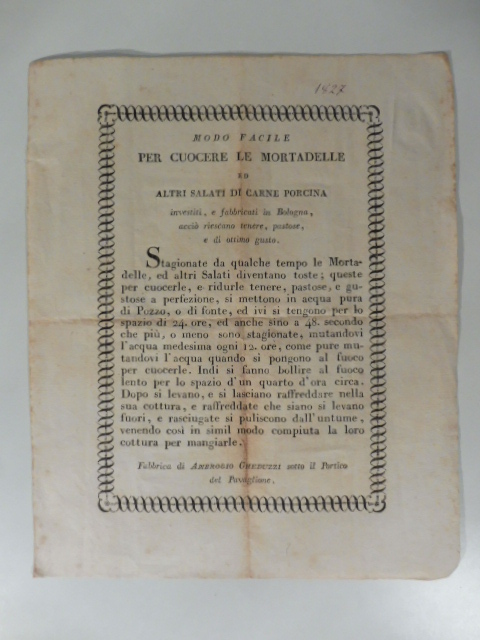 1827
MODO FACILE
PER CUOCERE LE MORTADELLE
ED
ALTRI SALATI DI CARNE PORCINA
investiti, e fabbricati in Bologna,
acciò riescano tenere, pastose,
e di ottimo gusto.
Stagionate da qualche tempo le Morta-
delle, ed altri Salati diventano toste; queste
per cuocerle, e ridurle tenere, pastose, e gu-
stose a perfezione, si mettono in acqua pura
di Pozzo, o di fonte, ed ivi si tengono per lo
spazio di 24. ore, ed anche sino a 48. secondo
che più, o meno sono stagionate, mutandovi
l'acqua medesima ogni 12. ore, come pure mu-
tandovi l'acqua quando si pongono al fuoco
per cuocerle. Indi si fanno bollire al fuoco
lento per lo spazio d'un quarto d'ora circa.
Dopo si levano, e si lasciano raffreddare nella
sua cottura, e raffreddate che siano si levano
fuori, e rasciugate si puliscono dall'untume,
venendo così in simil modo compiuta la loro
cottura per mangiarle.
Fabbrica di AMBROGIO GHEDUZZI sotto il Portico
del Pavaglione.